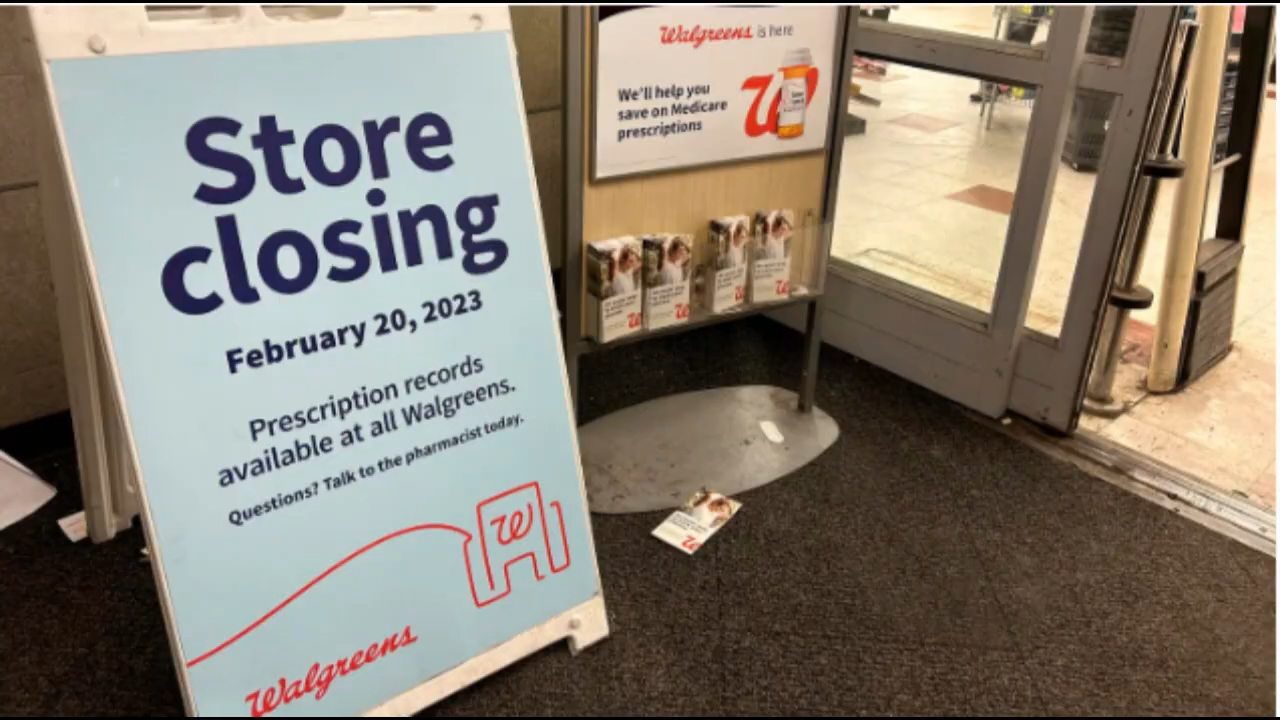 Store
closing
February 20, 2023
Prescription records
available at all Walgreens.
Questions? Talk to the pharmacist today.
W
Walgreens
Walgreens is here
We'll help you
save on Medicare
prescriptions
W